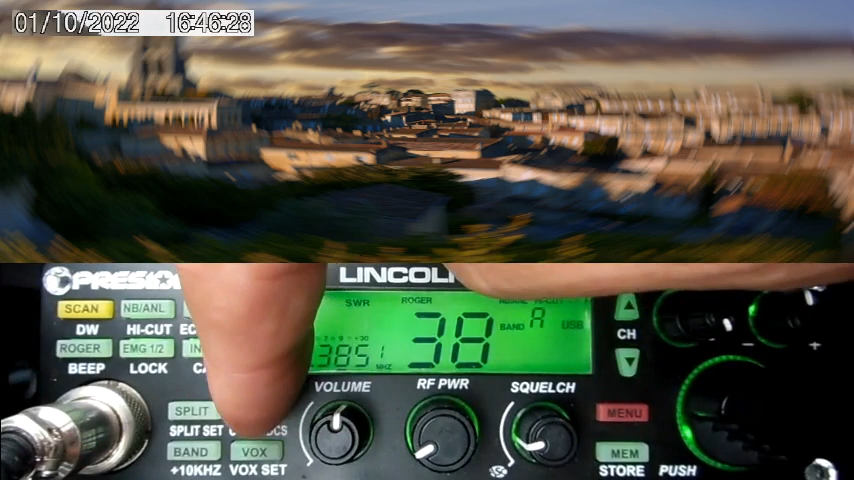 01/10/2022 16:46:28
LINCOL
SCAN NB/ANL
DW HI-CUT
ROGER EMG 1/2
BEEP LOCK
SWR ROGER
38 BAND A USB
MHZ
CH
VOLUME RF PWR SQUELCH
SPLIT MENU
SPLIT SET
BAND VOX MEM
+10KHZ VOX SET STORE PUSH